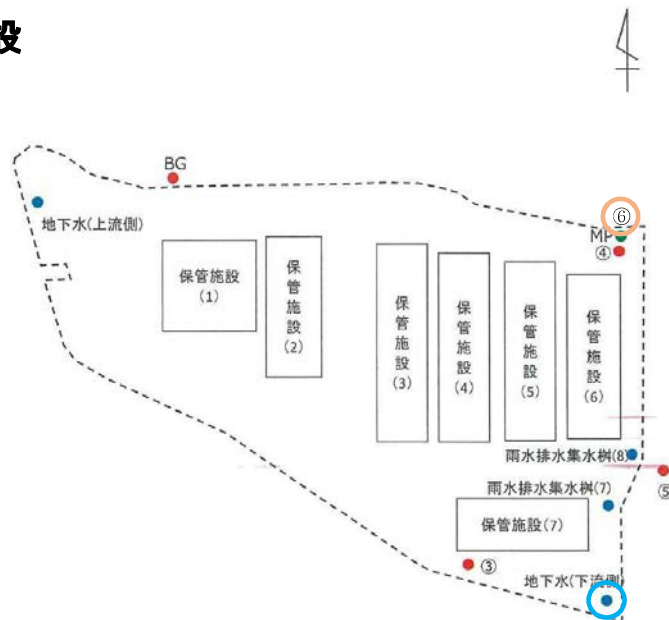 設
BG
⑥
MP
④
地下水(上流側)
保管施設
(1)
保管施設
(2)
保管施設
(3)
保管施設
(4)
保管施設
(5)
保管施設
(6)
雨水排水集水桝(8)
⑤
雨水排水集水桝(7)
保管施設(7)
③
地下水(下流側)